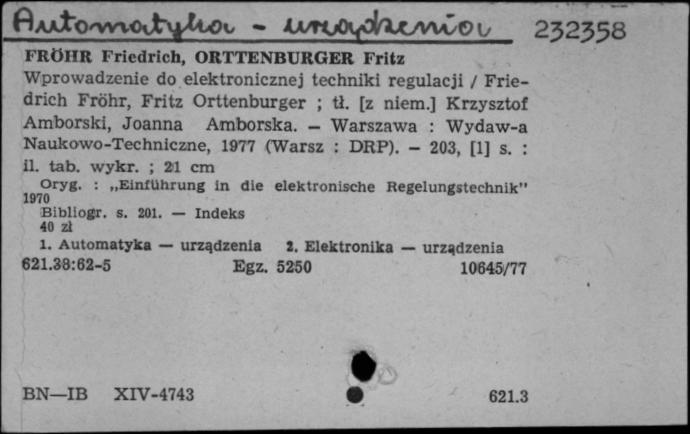 Automatyka - urządzenia 232358
FRÖHR Friedrich, ORTTENBURGER Fritz
Wprowadzenie do elektronicznej techniki regulacji / Frie-
drich Fröhr, Fritz Orttenburger ; tł. [z niem.] Krzysztof
Amborski, Joanna Amborska. — Warszawa : Wydaw-a
Naukowo-Techniczne, 1977 (Warsz : DRP). — 203, [1] s. :
il. tab. wykr. ; 21 cm
Oryg. : „Einführung in die elektronische Regelungstechnik”
1970
Bibliogr. s. 201. — Indeks
40 zł
1. Automatyka — urządzenia 2. Elektronika — urządzenia
621.38:62-5 Egz. 5250 10645/77
BN—IB XIV-4743 621.3